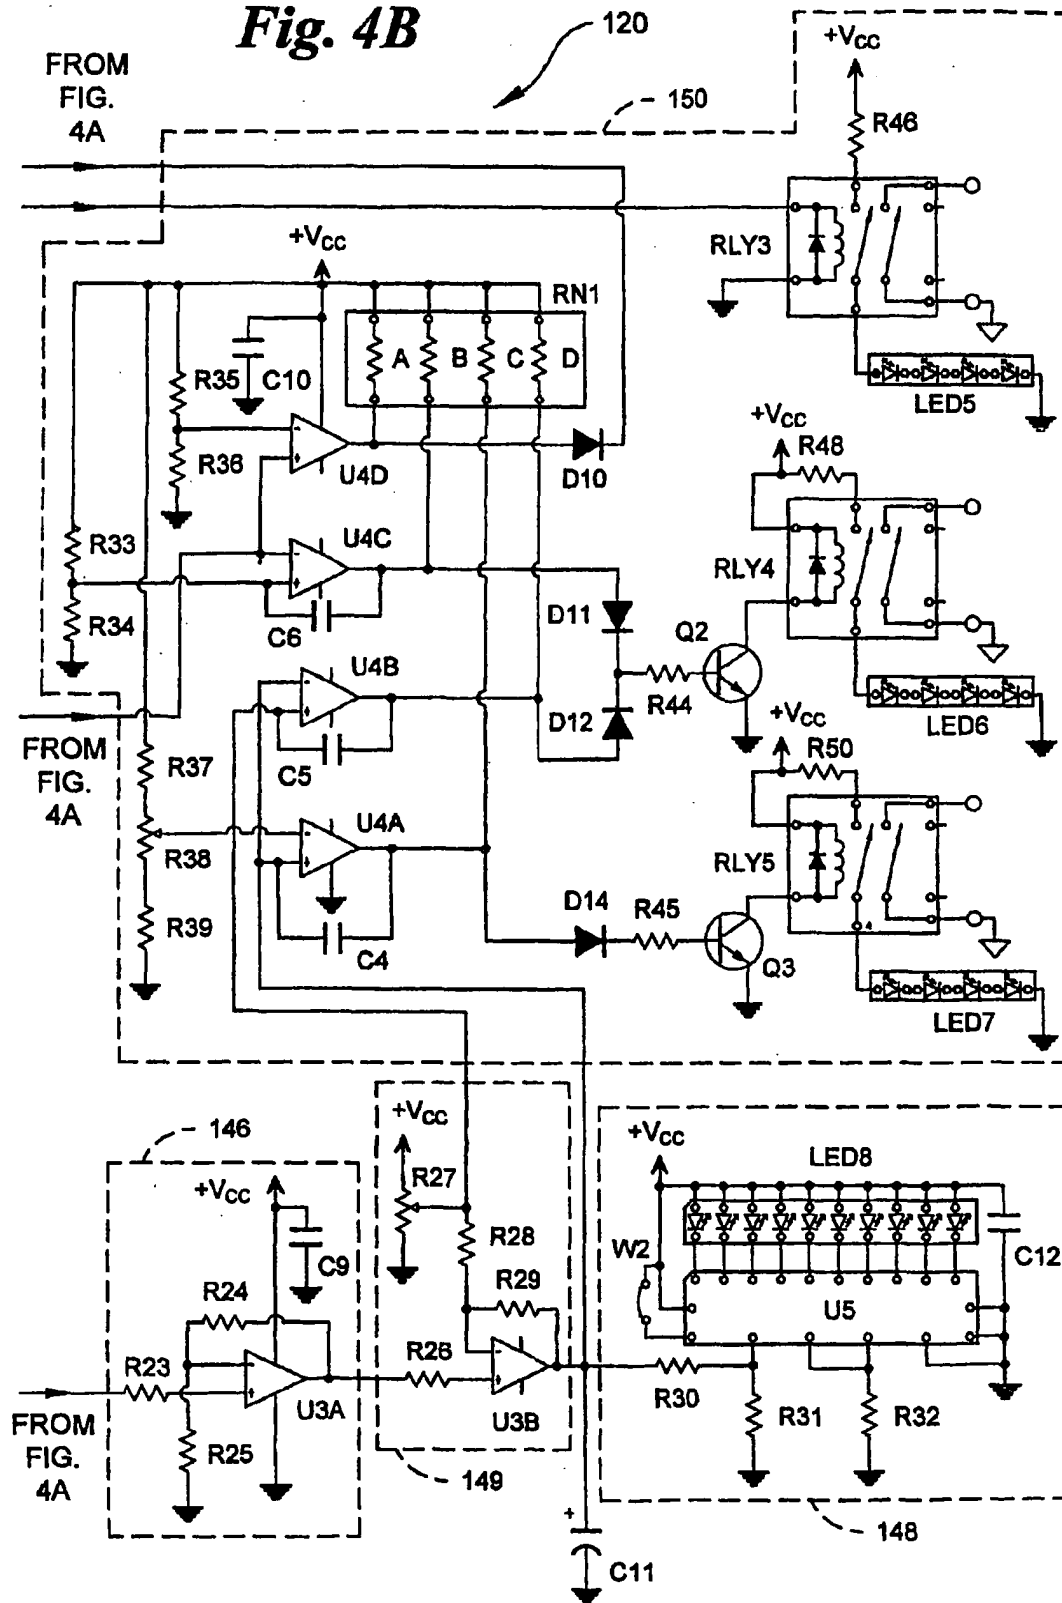 Fig. 4B
120
FROM
FIG.
4A
150
+VCC
R46
RLY3
+VCC
RN1
A
B
C
D
R35
C10
R36
U4D
D10
LED5
+VCC
R48
R33
U4C
RLY4
R34
C6
D11
Q2
U4B
R44
D12
LED6
FROM
FIG.
4A
R37
C5
+VCC
R50
U4A
R38
RLY5
R39
D14
R45
C4
Q3
4
LED7
146
+VCC
+VCC
LED8
R27
+VCC
R28
C9
W2
C12
R24
R29
U5
R23
R26
U3A
U3B
R30
FROM
FIG.
4A
R25
R31
R32
149
148
+
C11